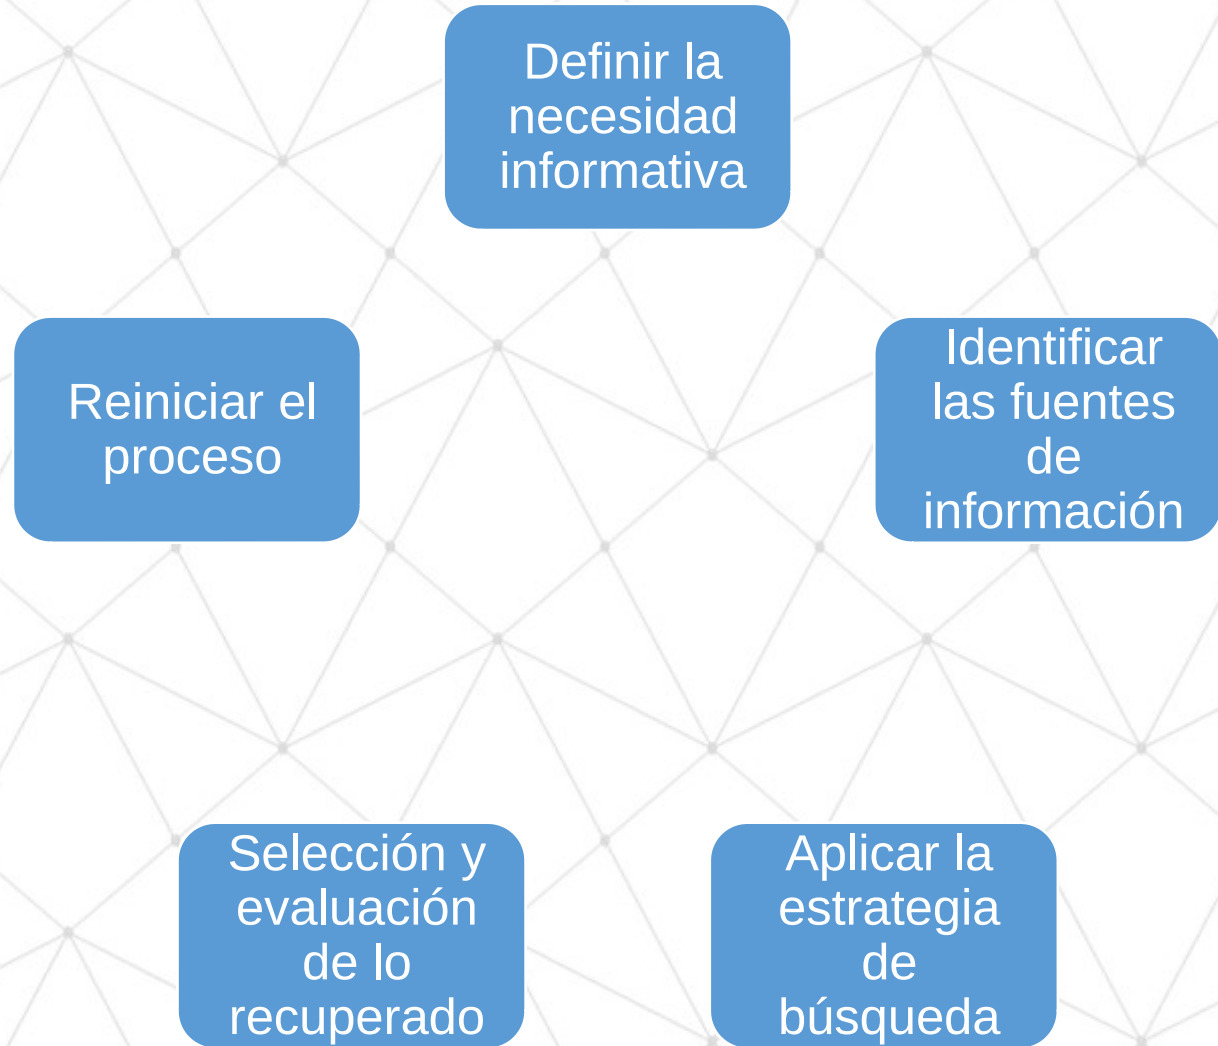 Definir la
necesidad
informativa
Identificar
las fuentes
de
información
Aplicar la
estrategia
de
búsqueda
Selección y
evaluación
de lo
recuperado
Reiniciar el
proceso